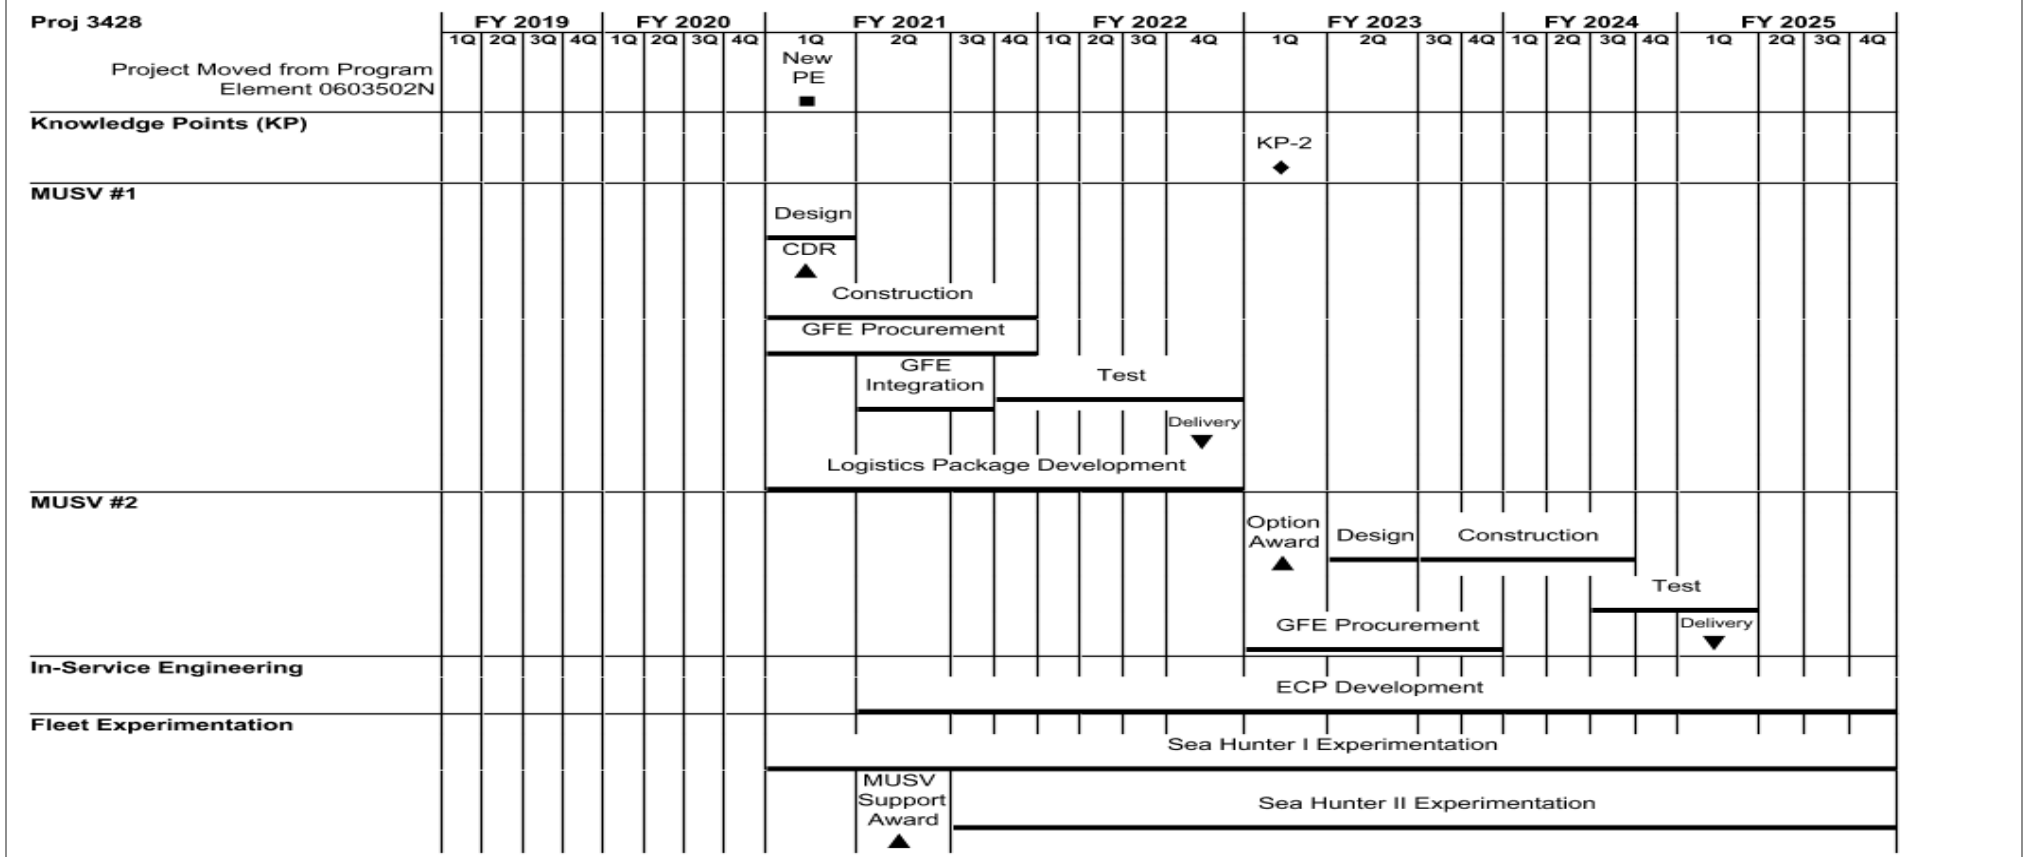 Proj 3428 FY 2019 FY 2020 FY 2021 FY 2022 FY 2023 FY 2024 FY 2025
1Q 2Q 3Q 4Q 1Q 2Q 3Q 4Q 1Q 2Q 3Q 4Q 1Q 2Q 3Q 4Q 1Q 2Q 3Q 4Q 1Q 2Q 3Q 4Q 1Q 2Q 3Q 4Q
Project Moved from Program
Element 0603502N
New
PE
Knowledge Points (KP)
KP-2
MUSV #1
Design
CDR
Construction
GFE Procurement
GFE
Integration
Test
Delivery
Logistics Package Development
MUSV #2
Option
Award
Design
Construction
Test
GFE Procurement
Delivery
In-Service Engineering
ECP Development
Fleet Experimentation
Sea Hunter I Experimentation
MUSV
Support
Award
Sea Hunter II Experimentation